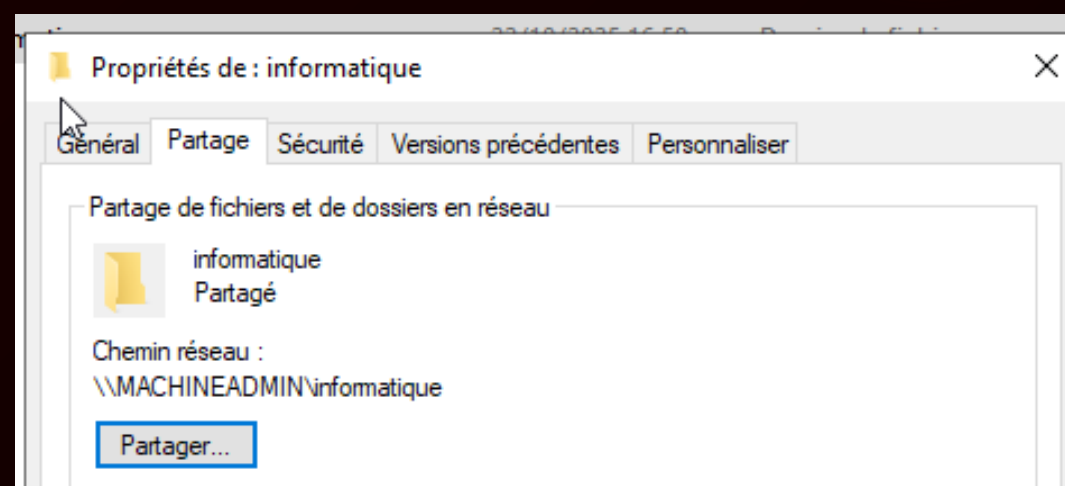 Propriétés de : informatique
Général Partage Sécurité Versions précédentes Personnaliser
Partage de fichiers et de dossiers en réseau
informatique
Partagé
Chemin réseau :
\\MACHINEADMIN\informatique
Partager...